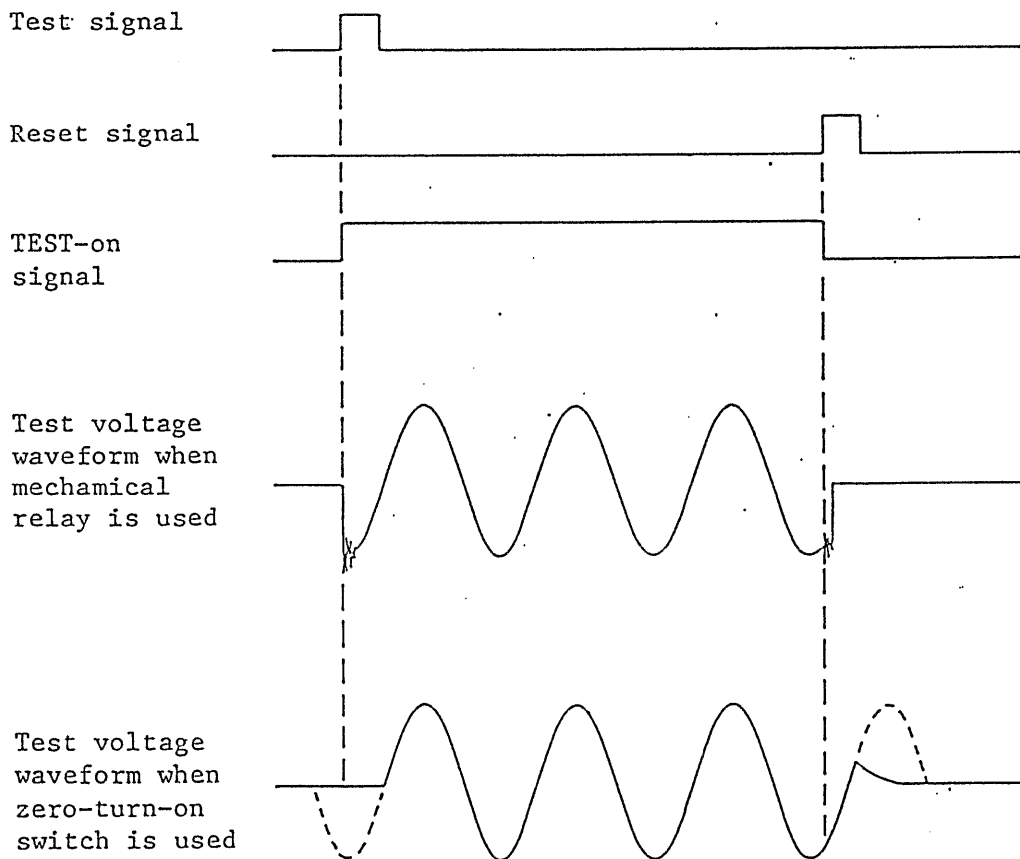 Test signal
Reset signal
TEST-on
signal
Test voltage
waveform when
mechamical
relay is used
Test voltage
waveform when
zero-turn-on
switch is used